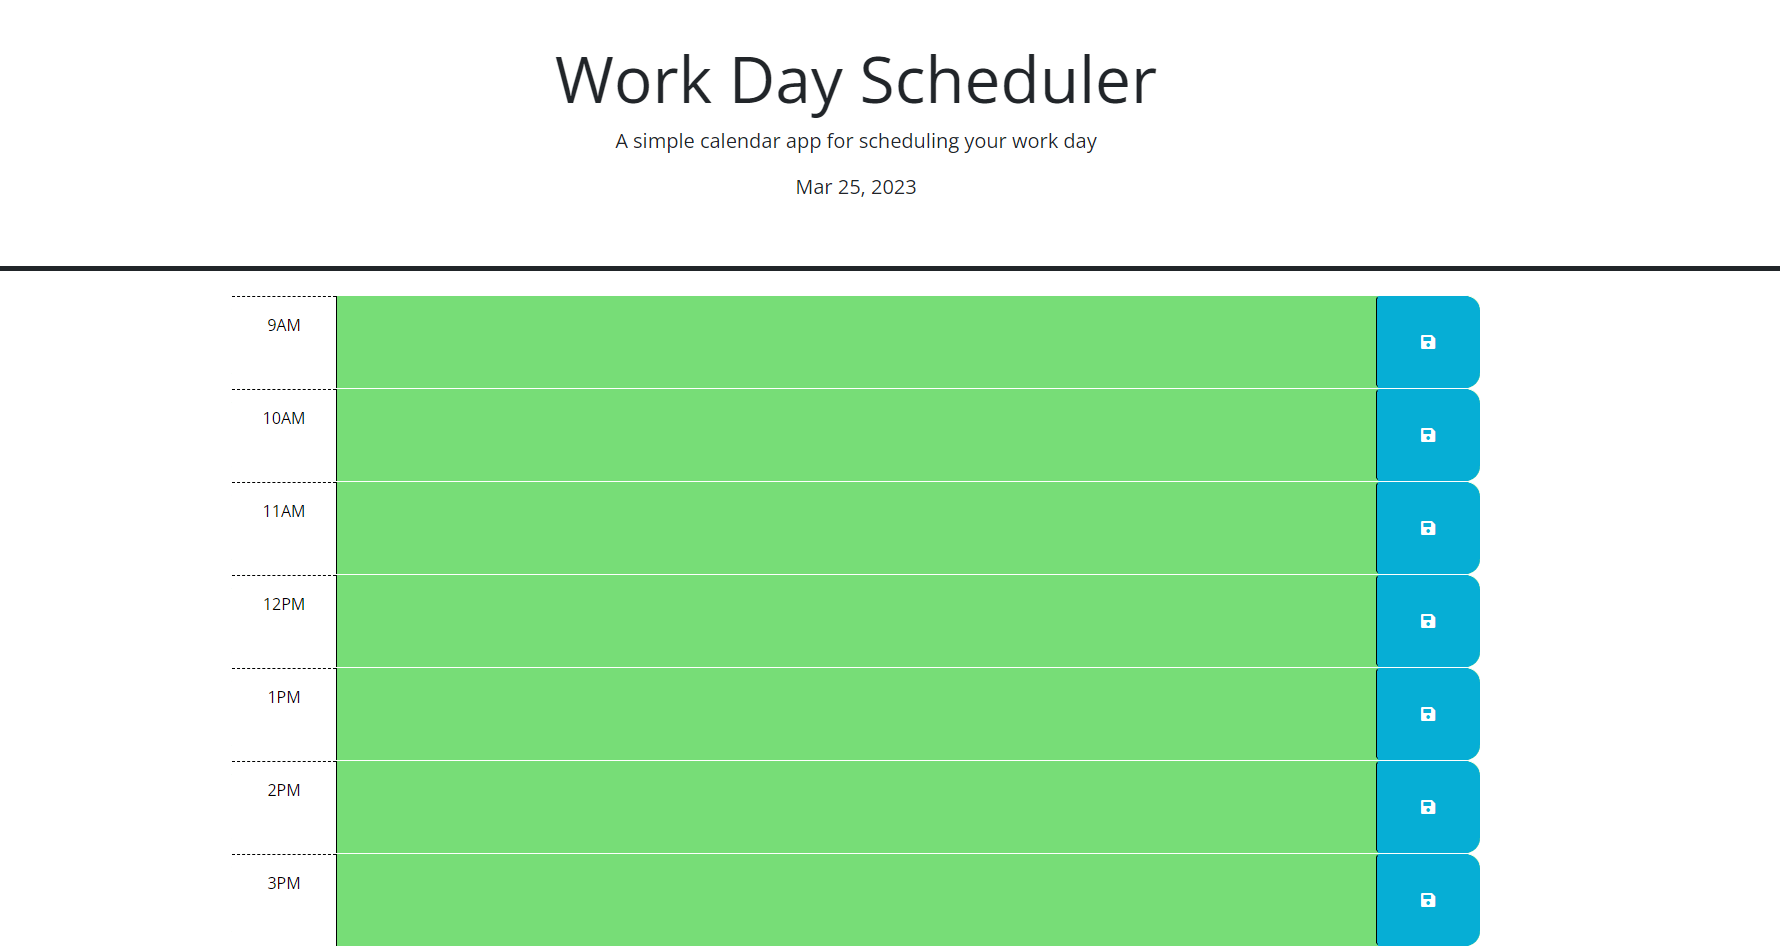 Work Day Scheduler
A simple calendar app for scheduling your work day
Mar 25, 2023
9AM
10AM
11AM
12PM
1PM
2PM
3PM